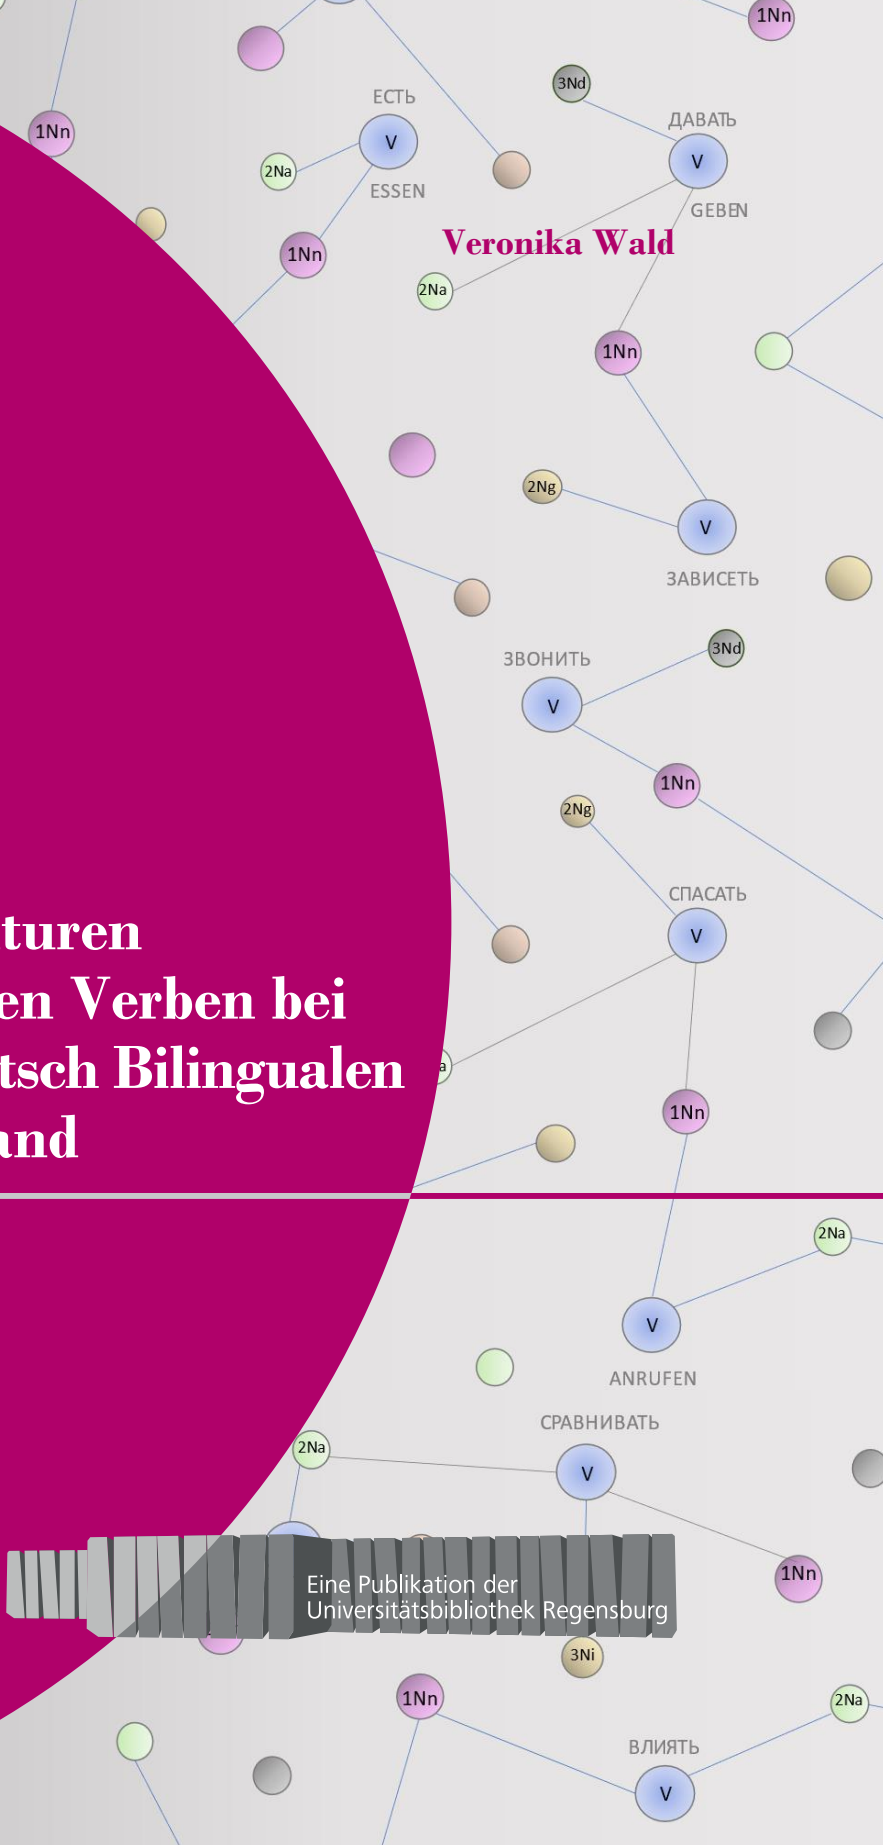 1Nn
3Nd
ЕСТЬ
ДАВАТЬ
1Nn
V
V
2Na
ESSEN
GEBEN
Veronika Wald
1Nn
2Na
1Nn
2Ng
V
ЗАВИСЕТЬ
3Nd
ЗВОНИТЬ
V
1Nn
2Ng
СПАСАТЬ
V
turen
en Verben bei
tsch Bilingualen
and
a
1Nn
2Na
V
ANRUFEN
СРАВНИВАТЬ
2Na
V
1Nn
Eine Publikation der
Universitätsbibliothek Regensburg
3Ni
1Nn
2Na
ВЛИЯТЬ
V